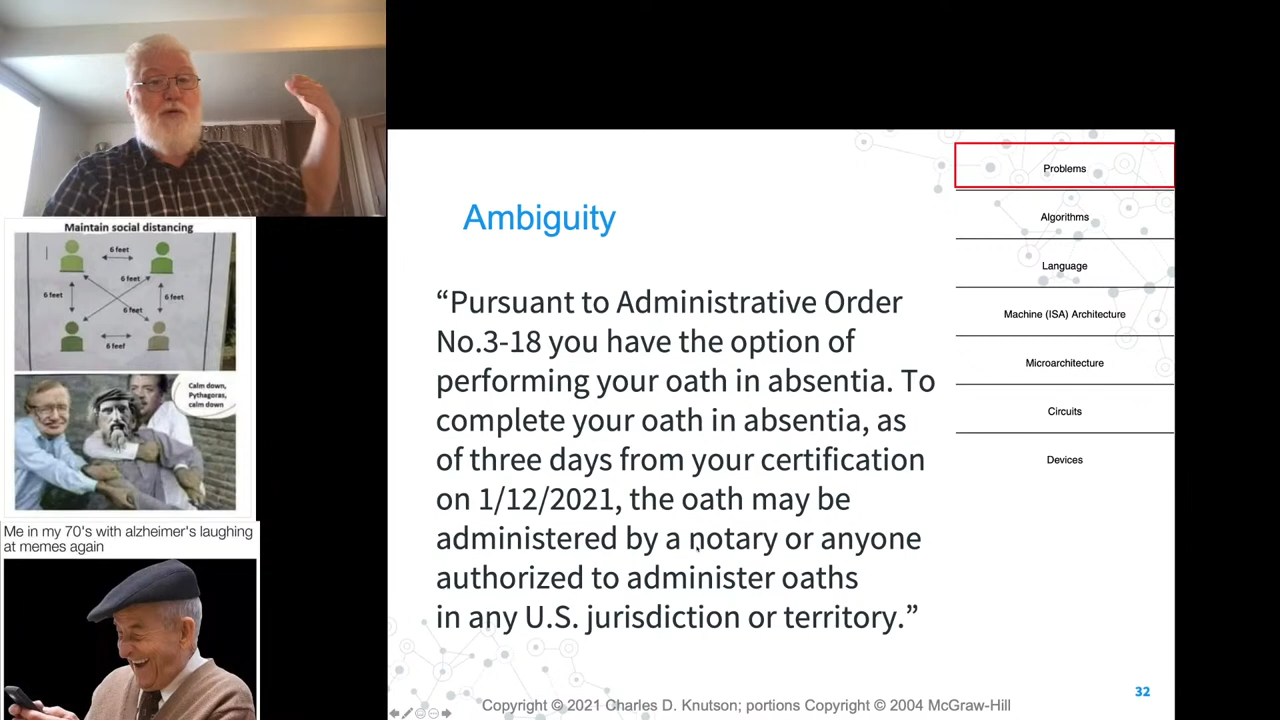 Maintain social distancing
6 feet
6 feet
6 feet
6 feet
6 feet
6 feet
Calm down,
Pythagoras,
calm down
Me in my 70's with alzheimer's laughing
at memes again
Ambiguity
“Pursuant to Administrative Order
No.3-18 you have the option of
performing your oath in absentia. To
complete your oath in absentia, as
of three days from your certification
on 1/12/2021, the oath may be
administered by a notary or anyone
authorized to administer oaths
in any U.S. jurisdiction or territory.”
Problems
Algorithms
Language
Machine (ISA) Architecture
Microarchitecture
Circuits
Devices
32
Copyright © 2021 Charles D. Knutson; portions Copyright © 2004 McGraw-Hill